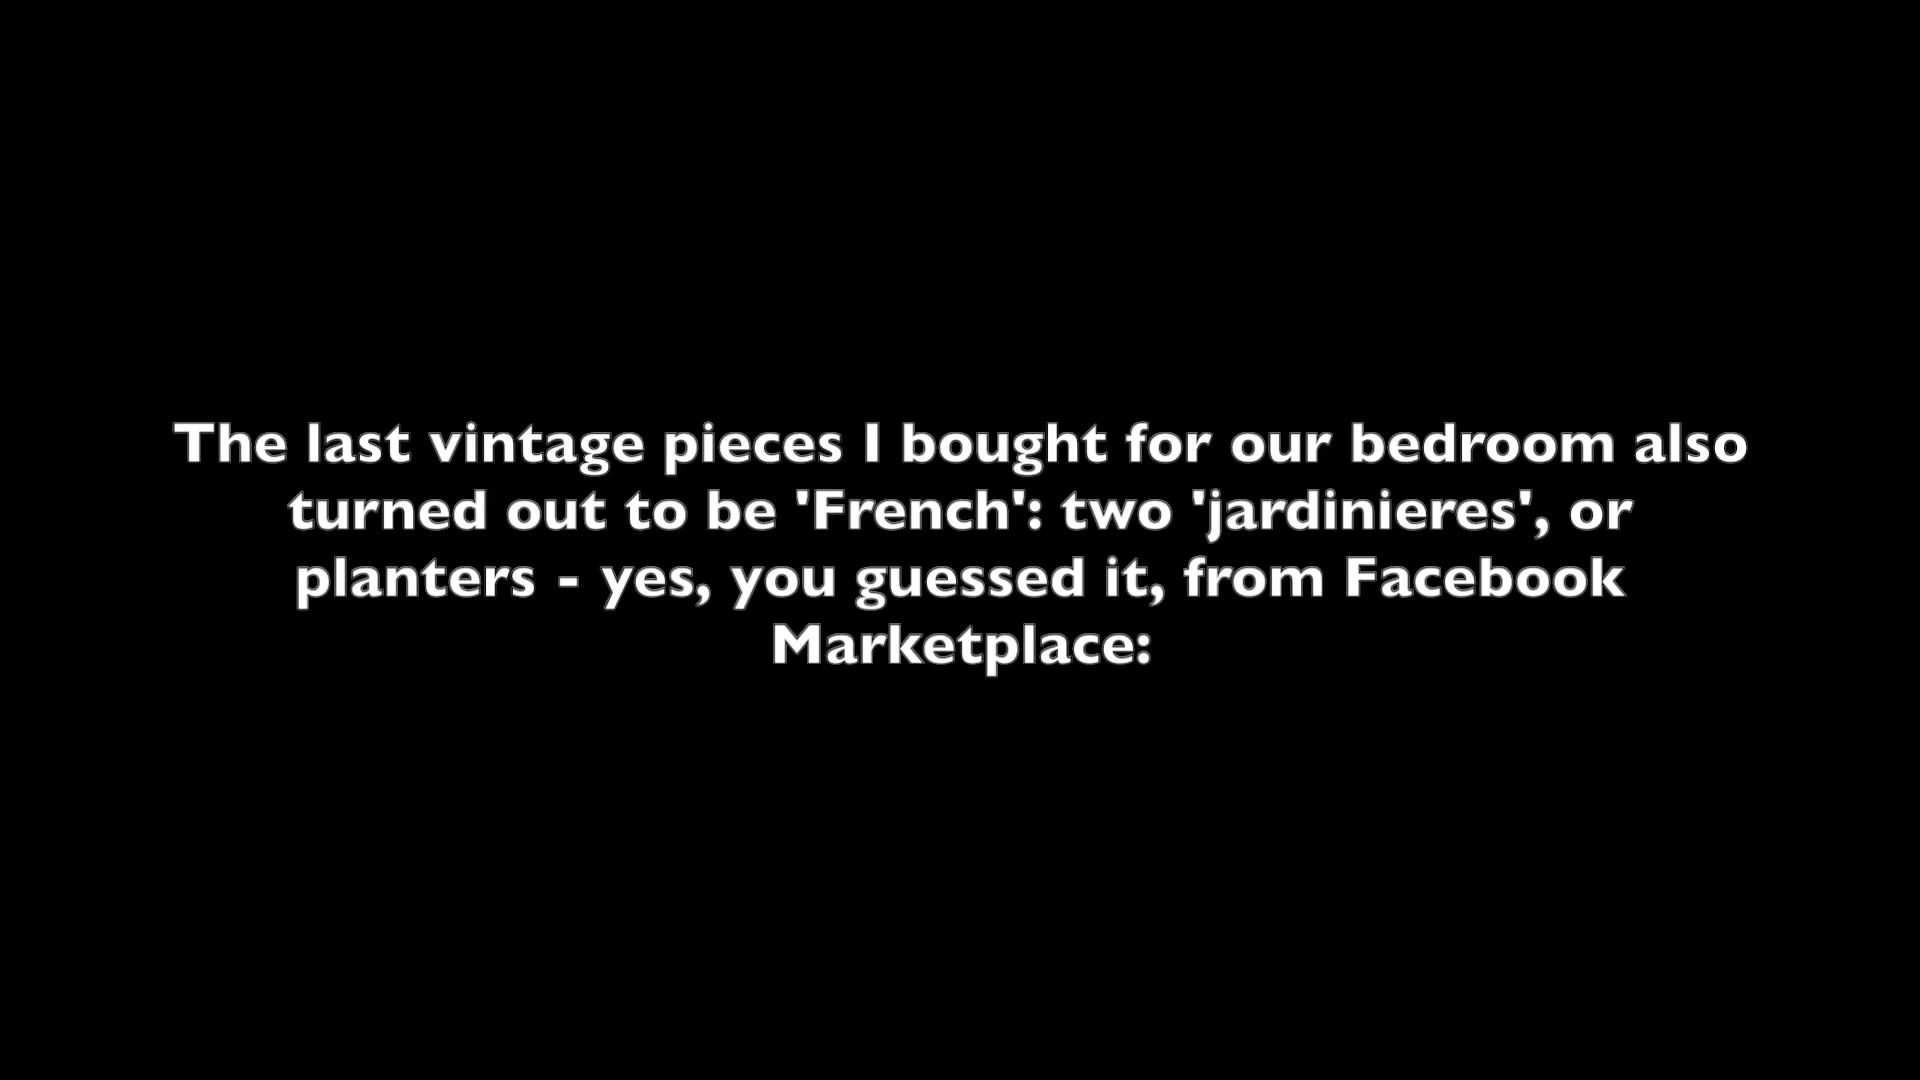 The last vintage pieces I bought for our bedroom also
turned out to be 'French': two 'jardinieres', or
planters - yes, you guessed it, from Facebook
Marketplace: